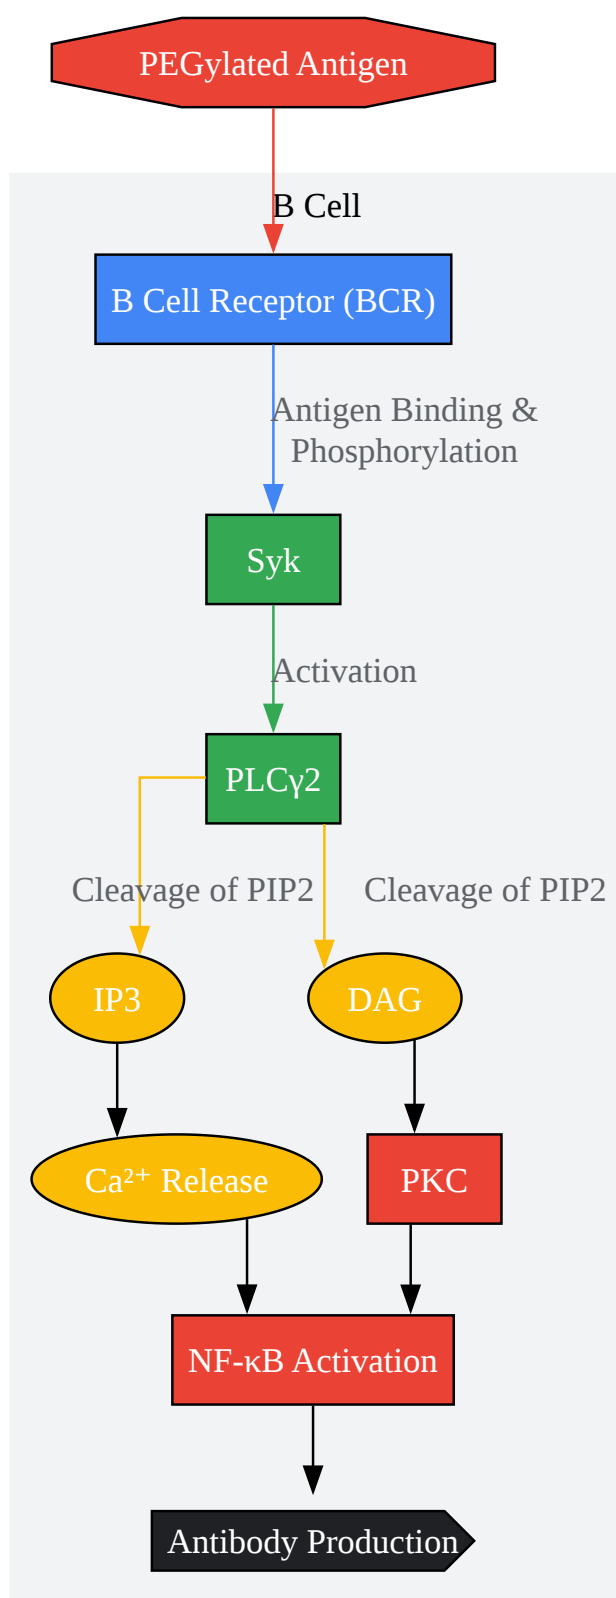 PEGylated Antigen
B Cell
B Cell Receptor (BCR)
Antigen Binding &
Phosphorylation
Syk
Activation
PLCγ2
Cleavage of PIP2
Cleavage of PIP2
IP3
DAG
Ca²⁺ Release
PKC
NF-κB Activation
Antibody Production